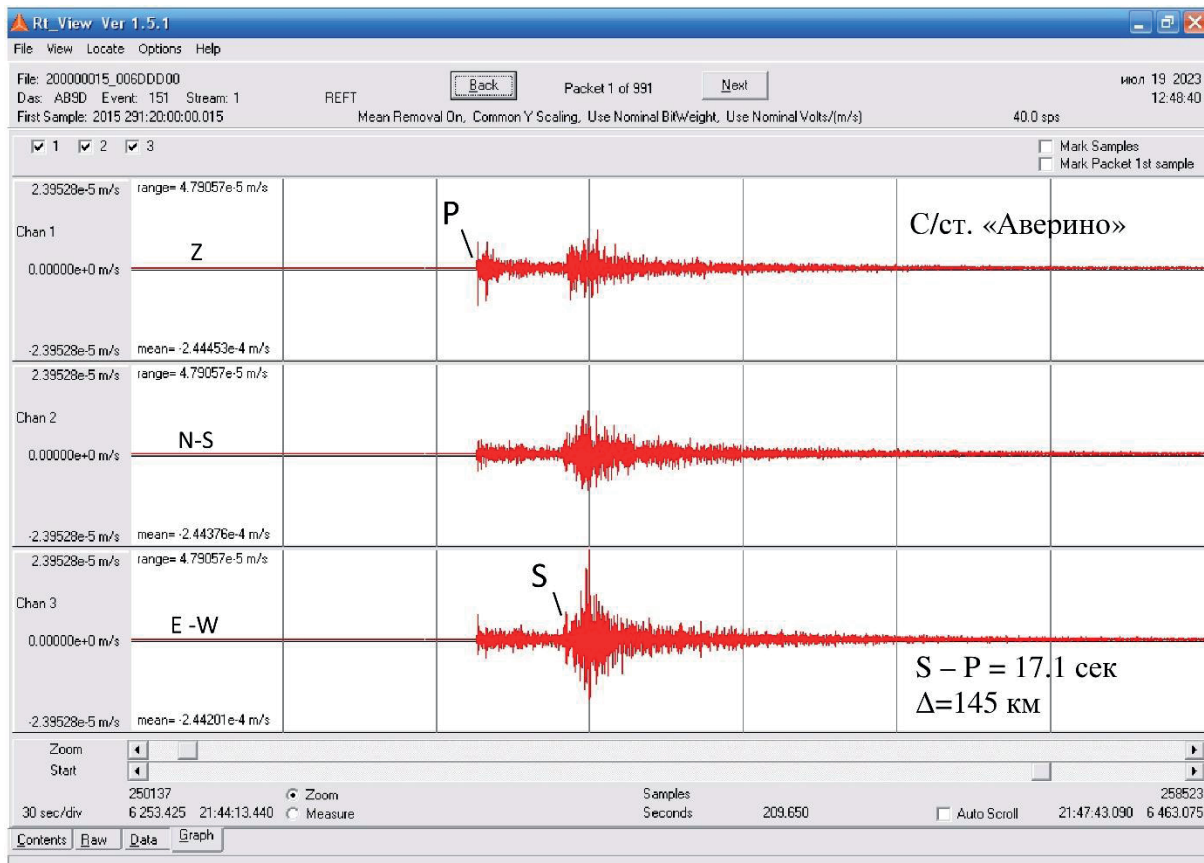 Rt_View Ver 1.5.1
File View Locate Options Help
File: 200000015_006DDD00
Das: AB9D Event: 151 Stream: 1 REFT
First Sample: 2015 291:20:00:00.015
Back Packet 1 of 991 Next
Mean Removal On, Common Y Scaling, Use Nominal BitWeight, Use Nominal Volts/(m/s) 40.0 sps
июл 19 2023
12:48:40
1 2 3
Mark Samples
Mark Packet 1st sample
2.39528e-5 m/s range= 4.79057e-5 m/s
P
С/ст. «Аверино»
Chan 1
Z
0.00000e+0 m/s
-2.39528e-5 m/s mean= -2.44453e-4 m/s
2.39528e-5 m/s range= 4.79057e-5 m/s
Chan 2
N-S
0.00000e+0 m/s
-2.39528e-5 m/s mean= -2.44376e-4 m/s
2.39528e-5 m/s range= 4.79057e-5 m/s
S
Chan 3
E -W
0.00000e+0 m/s
S – P = 17.1 сек
Δ=145 км
-2.39528e-5 m/s mean= -2.44201e-4 m/s
Zoom
Start
250137 Zoom Samples 258523
30 sec/div 6 253.425 21:44:13.440 Measure Seconds 209.650 Auto Scroll 21:47:43.090 6 463.075
Contents Raw Data Graph